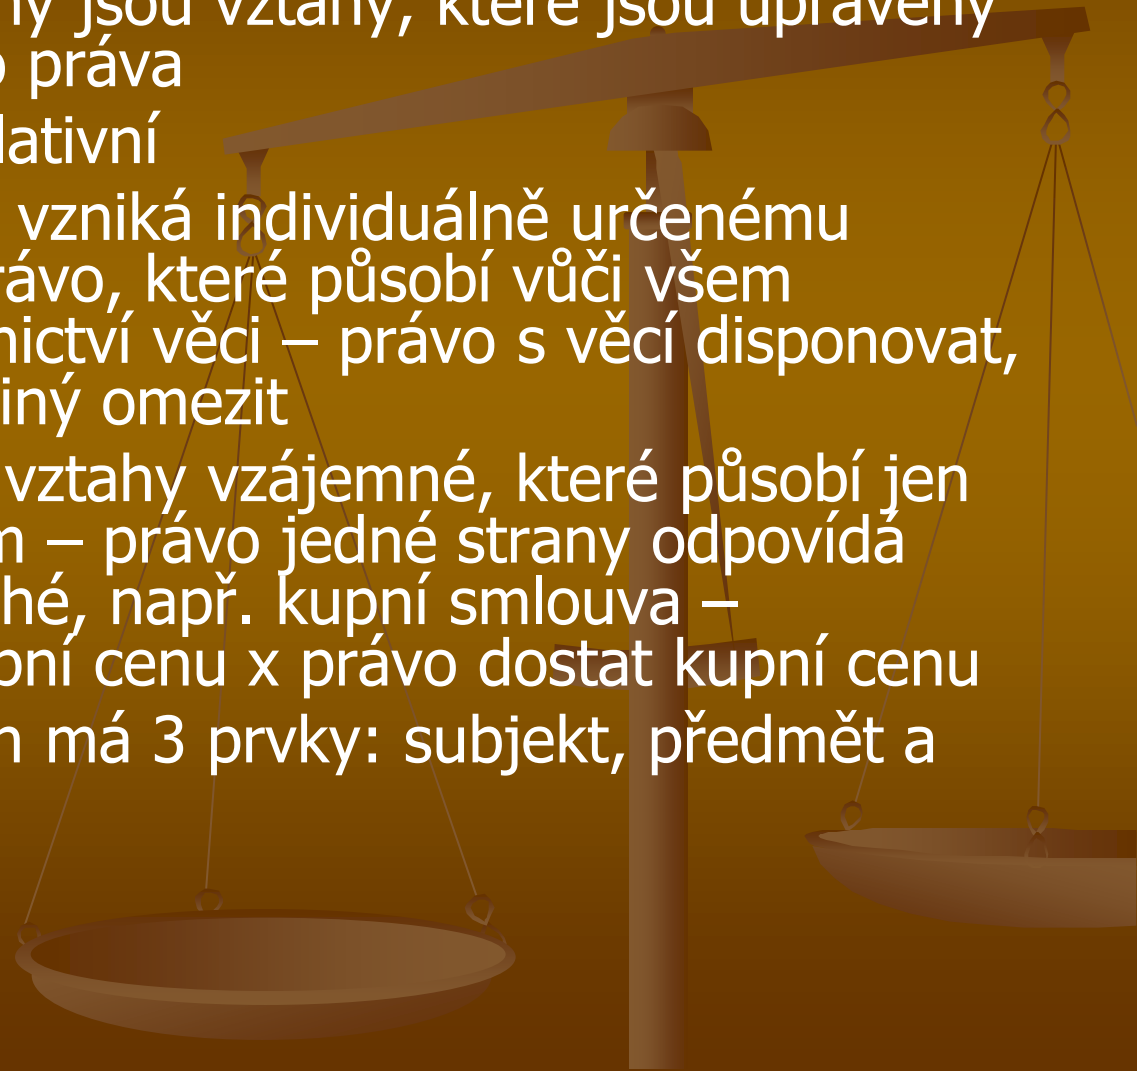 ny jsou vztahy, které jsou upraveny
o práva
lativní
vzniká individuálně určenému
rávo, které působí vůči všem
nictví věci – právo s věcí disponovat,
jiný omezit
vztahy vzájemné, které působí jen
m – právo jedné strany odpovídá
hé, např. kupní smlouva –
pní cenu x právo dostat kupní cenu
h má 3 prvky: subjekt, předmět a